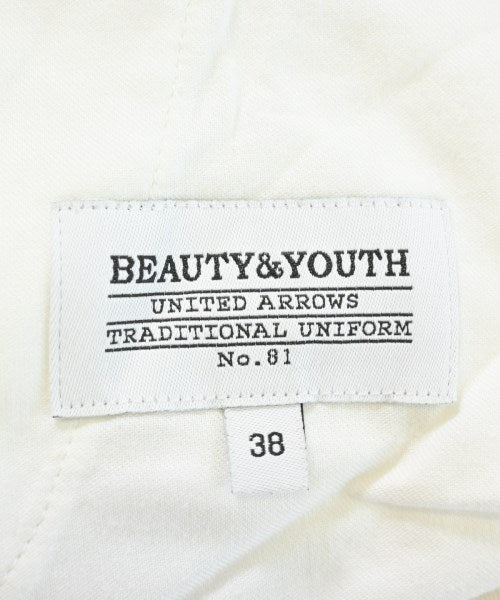 BEAUTY&YOUTH
UNITED ARROWS
TRADITIONAL UNIFORM
No.81
38